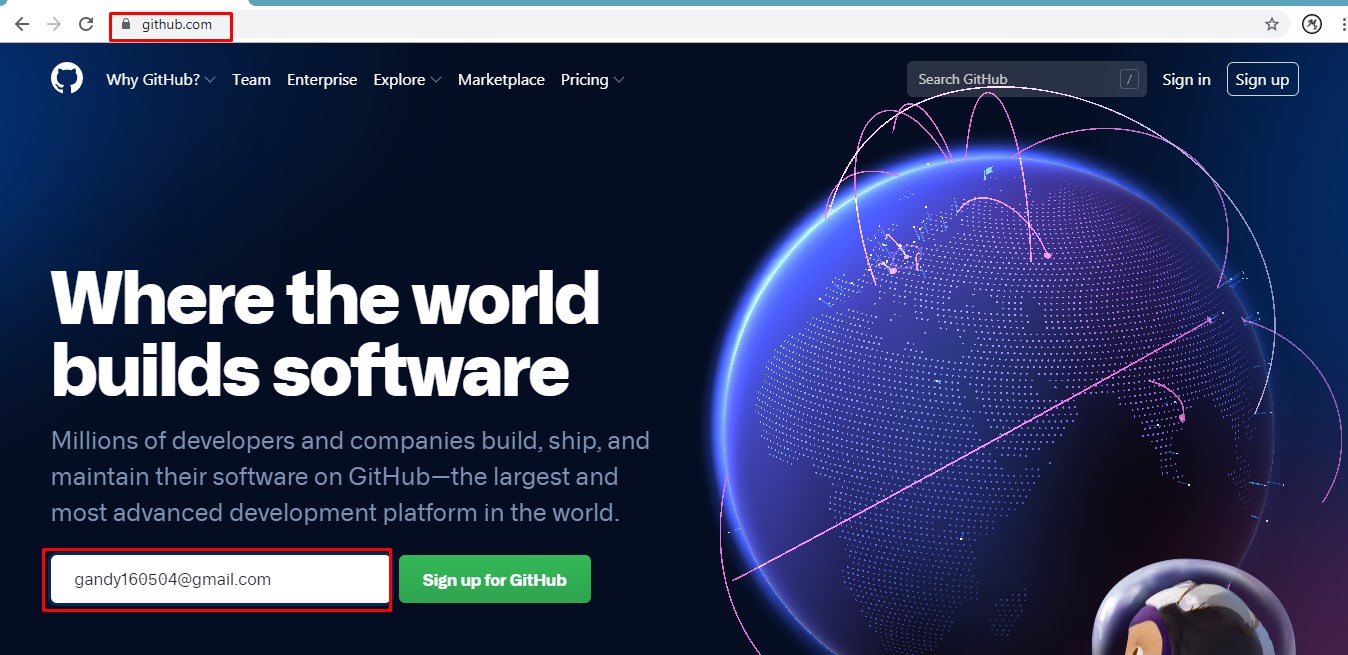 github.com
Why GitHub? Team Enterprise Explore Marketplace Pricing Search GitHub / Sign in Sign up
Where the world
builds software
Millions of developers and companies build, ship, and
maintain their software on GitHub—the largest and
most advanced development platform in the world.
gandy160504@gmail.com Sign up for GitHub